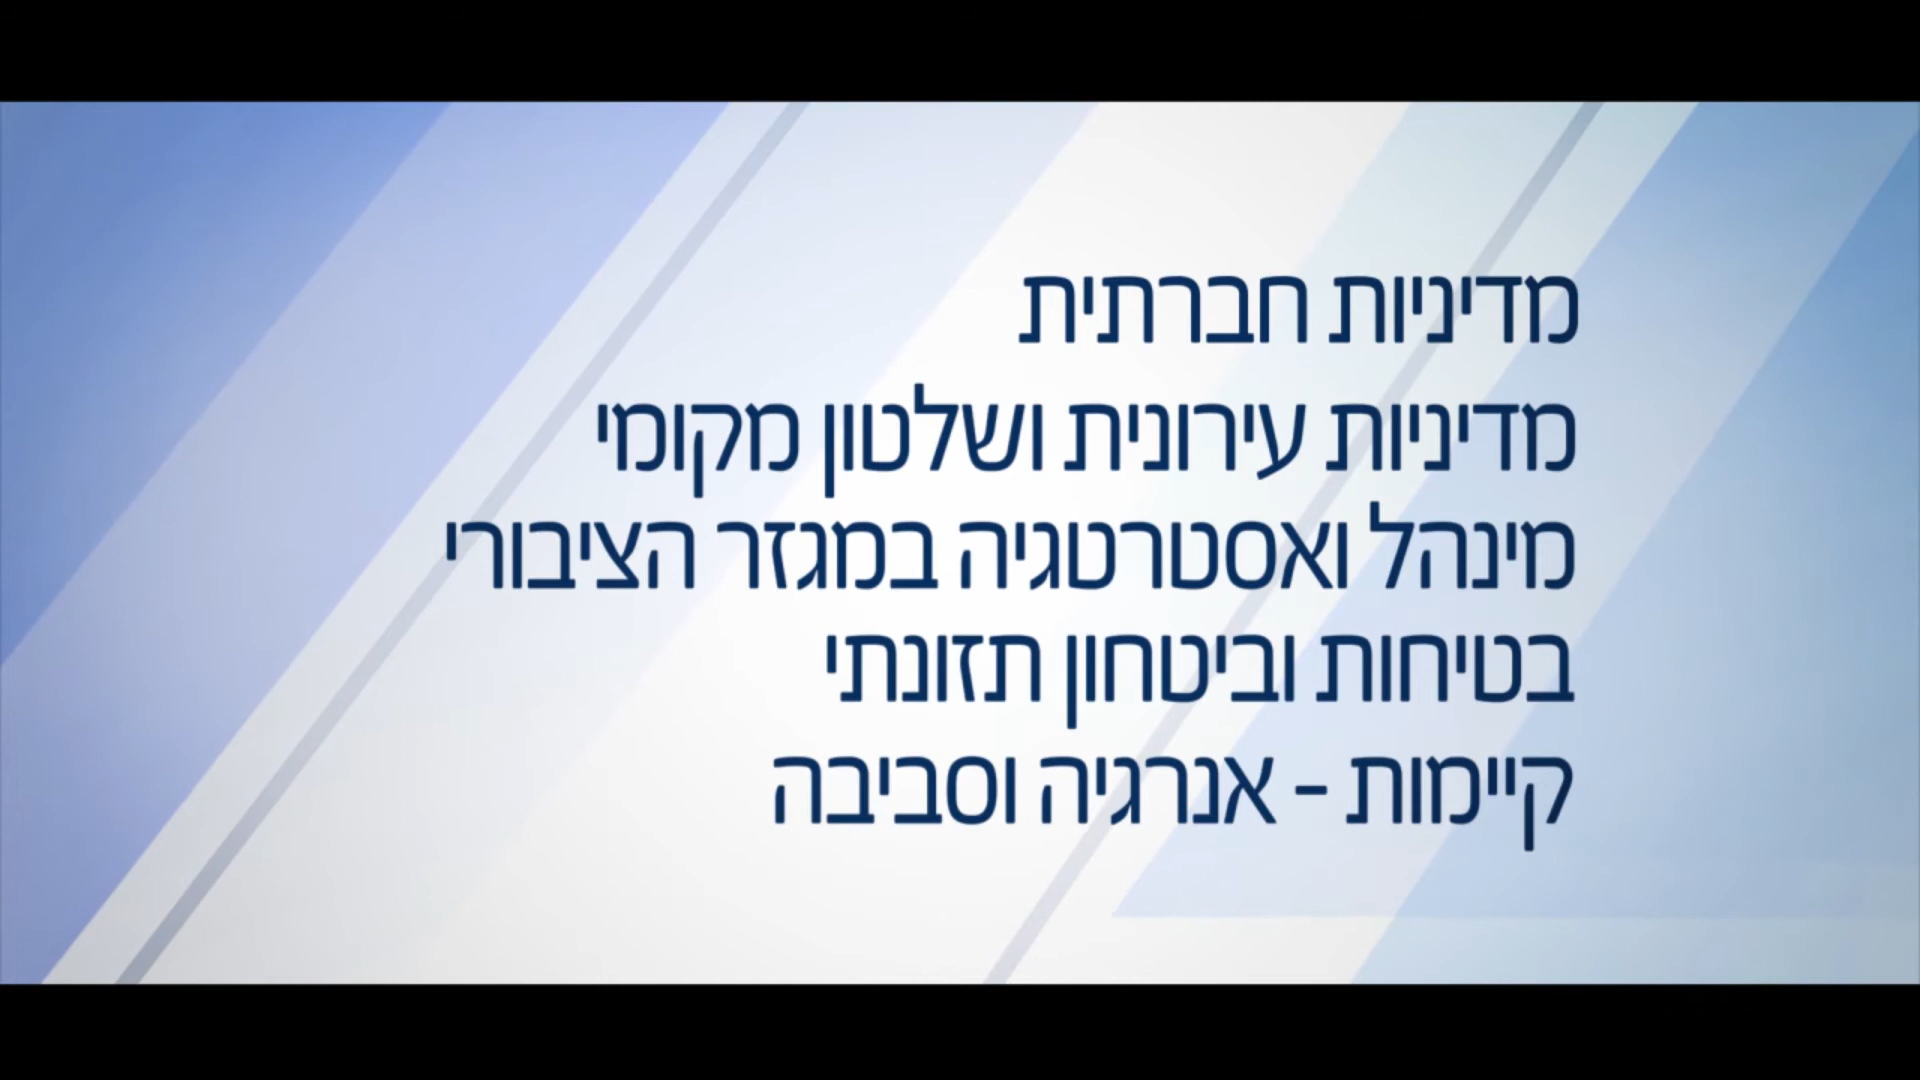 מדיניות חברתית
מדיניות עירונית ושלטון מקומי
מינהל ואסטרטגיה במגזר הציבורי
בטיחות וביטחון תזונתי
קיימות - אנרגיה וסביבה